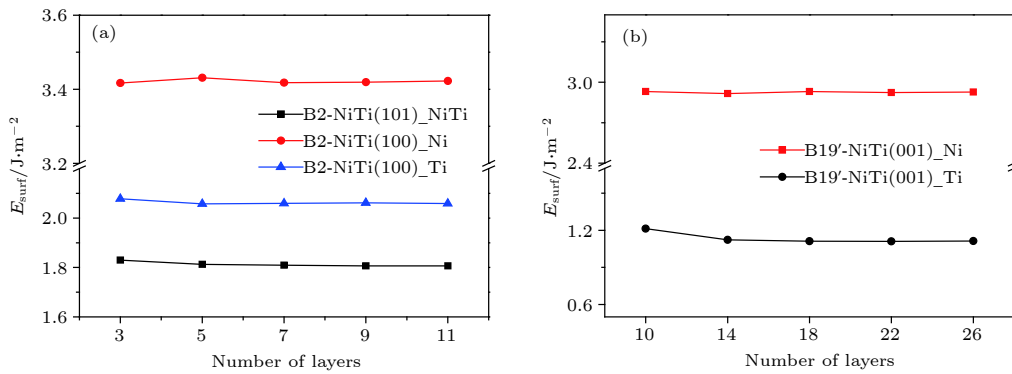 (a)
3.6
3.4
3.2
2.0
1.8
1.6
E_surf/J·m⁻²
B2-NiTi(101)_NiTi
B2-NiTi(100)_Ni
B2-NiTi(100)_Ti
3 5 7 9 11
Number of layers
(b)
3.0
2.4
1.2
0.6
E_surf/J·m⁻²
B19′-NiTi(001)_Ni
B19′-NiTi(001)_Ti
10 14 18 22 26
Number of layers